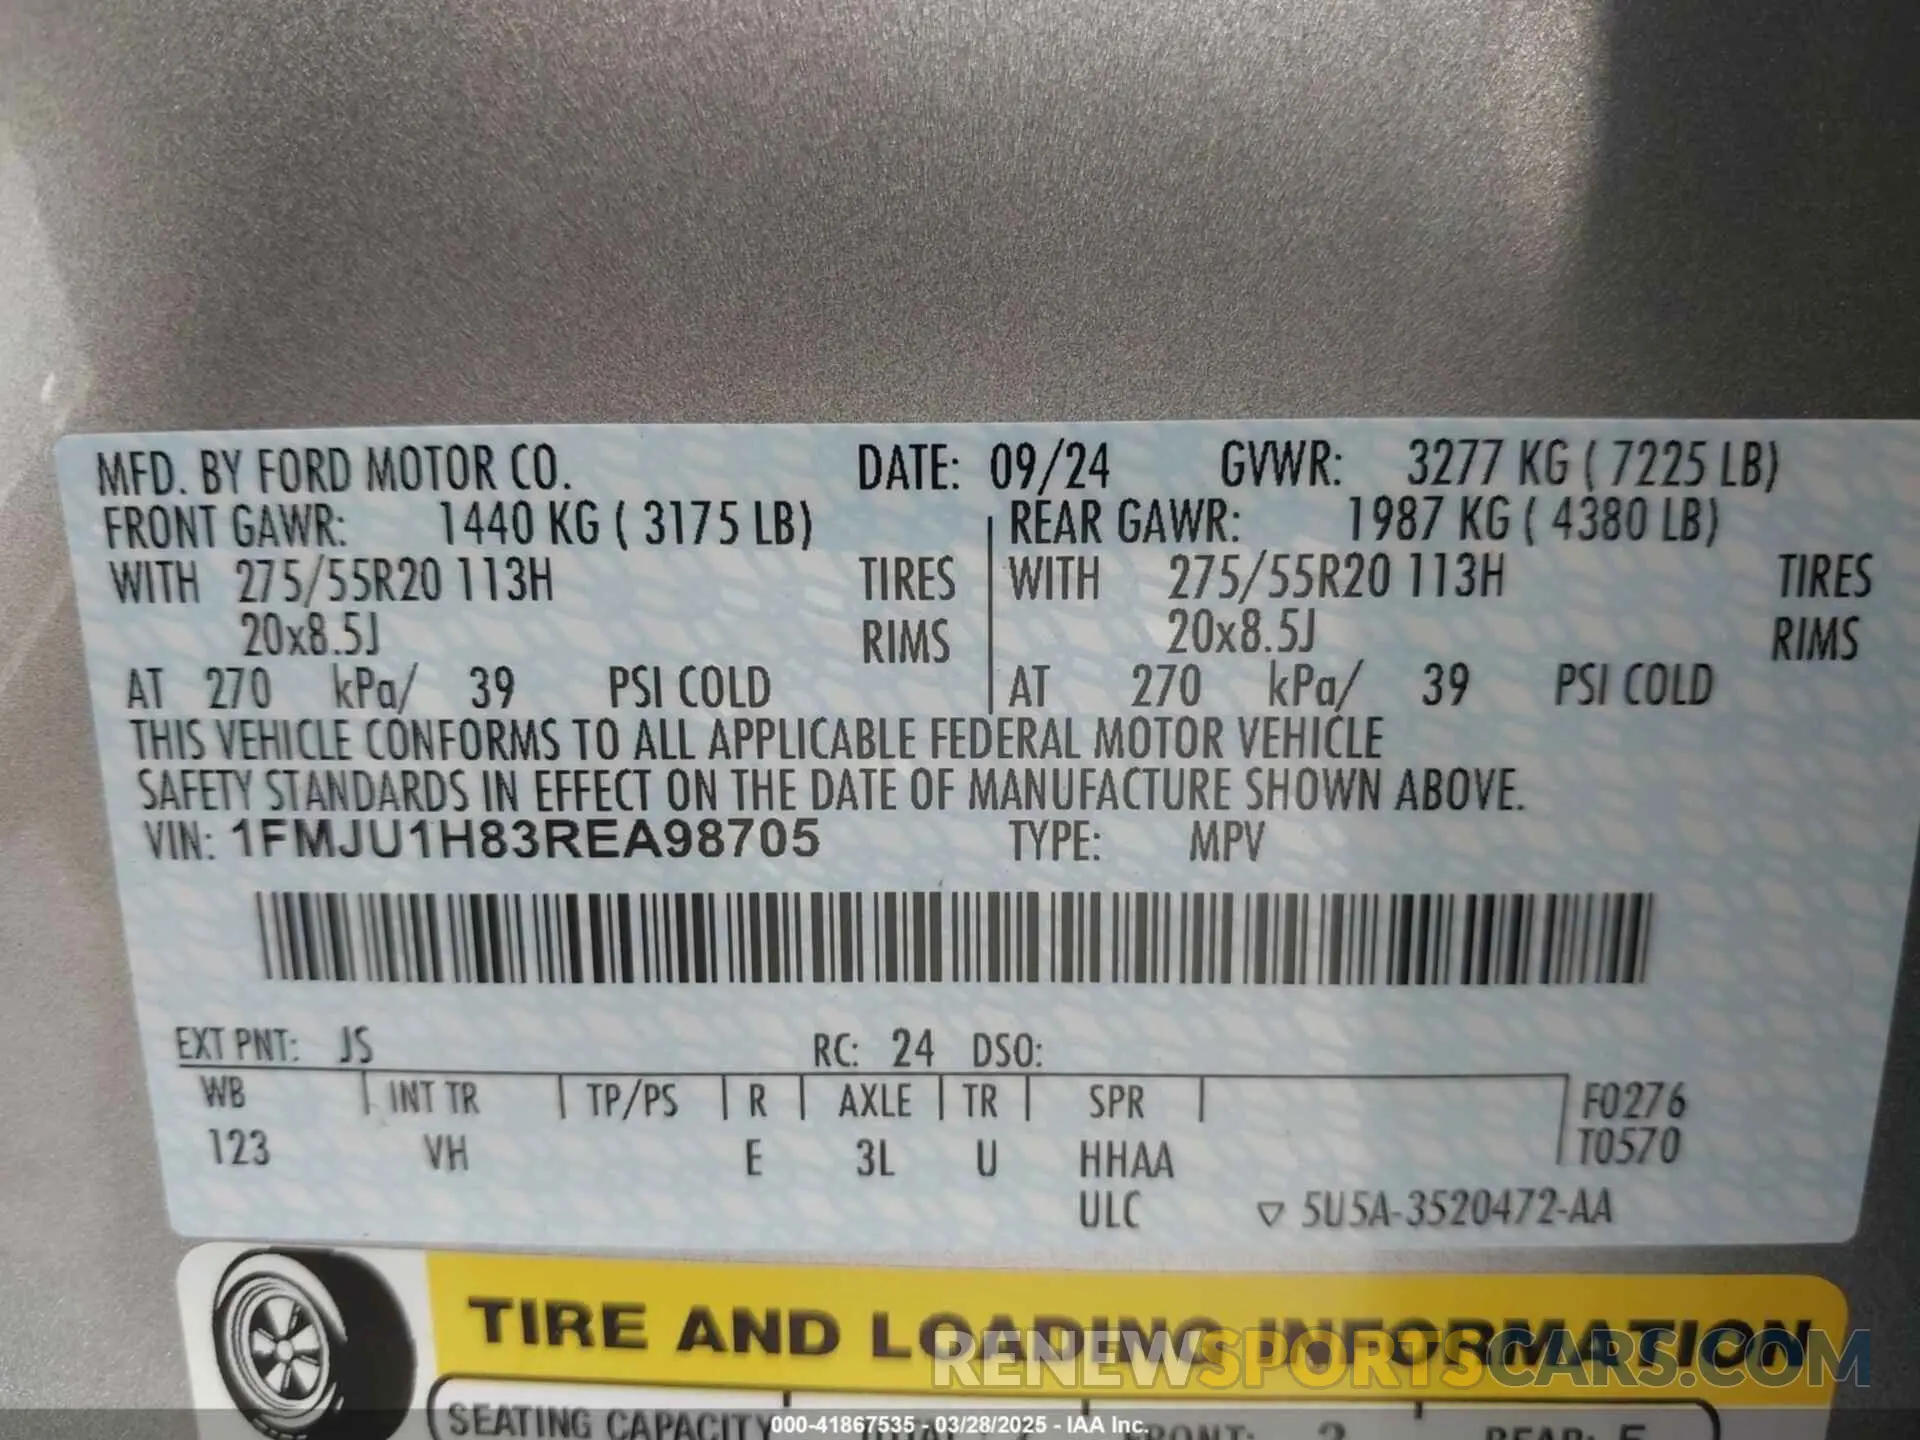 MFD. BY FORD MOTOR CO. DATE: 09/24 GVWR: 3277 KG ( 7225 LB)
FRONT GAWR: 1440 KG ( 3175 LB) REAR GAWR: 1987 KG ( 4380 LB)
WITH 275/55R20 113H TIRES WITH 275/55R20 113H TIRES
20x8.5J RIMS 20x8.5J RIMS
AT 270 kPa/ 39 PSI COLD AT 270 kPa/ 39 PSI COLD
THIS VEHICLE CONFORMS TO ALL APPLICABLE FEDERAL MOTOR VEHICLE
SAFETY STANDARDS IN EFFECT ON THE DATE OF MANUFACTURE SHOWN ABOVE.
VIN: 1FMJU1H83REA98705 TYPE: MPV
EXT PNT: JS RC: 24 DSO:
WB INT TR TP/PS R AXLE TR SPR F0276
123 VH E 3L U HHAA T0570
ULC ▽ 5U5A-3520472-AA
TIRE AND LOADING INFORMATION
RENEWSPORTSCARS.COM
SEATING CAPACITY FRONT: 2 REAR: 5
000-41867535 - 03/28/2025 - IAA Inc.